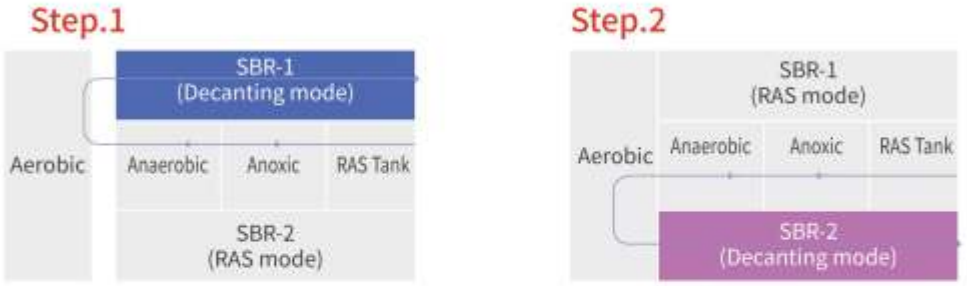 Step.1
SBR-1
(Decanting mode)
Aerobic
Anaerobic
Anoxic
RAS Tank
SBR-2
(RAS mode)
Step.2
SBR-1
(RAS mode)
Aerobic
Anaerobic
Anoxic
RAS Tank
SBR-2
(Decanting mode)